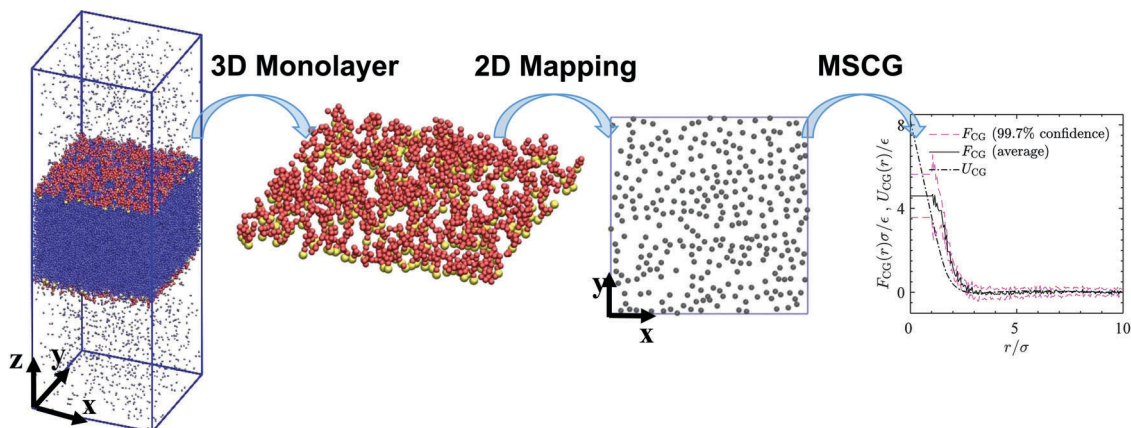 3D Monolayer
2D Mapping
MSCG
z
y
x
y
x
F_CG(r)σ/ϵ , U_CG(r)/ϵ
8
4
0
F_CG (99.7% confidence)
F_CG (average)
U_CG
0
5
10
r/σ